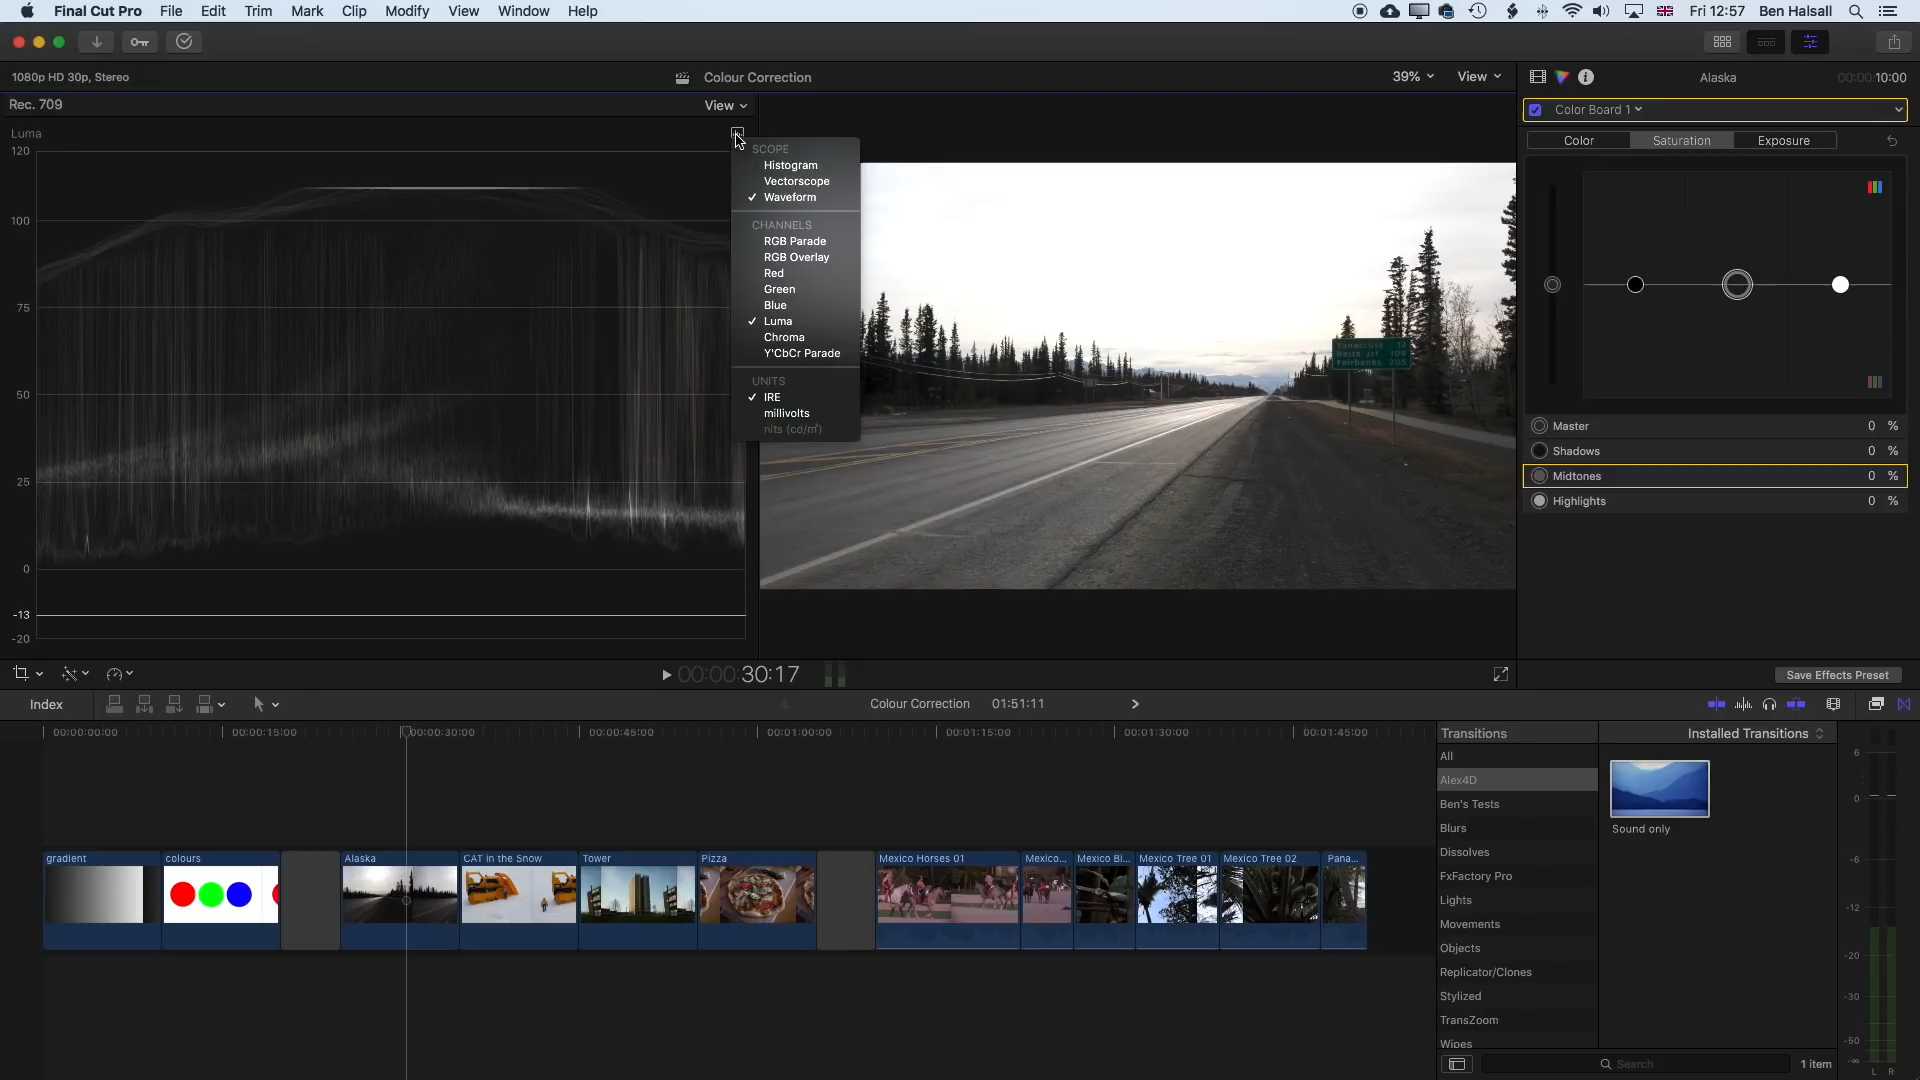 Final Cut Pro File Edit Trim Mark Clip Modify View Window Help Fri 12:57 Ben Halsall
1080p HD 30p, Stereo Colour Correction 39% View Alaska 00:00:10:00
Rec. 709 View Color Board 1
Luma
120
100
75
50
25
0
-13
-20
SCOPE
Histogram
Vectorscope
✓ Waveform
CHANNELS
RGB Parade
RGB Overlay
Red
Green
Blue
✓ Luma
Chroma
Y'CbCr Parade
UNITS
✓ IRE
millivolts
nits (cd/m²)
Tanacross 12
Delta Jct 108
Fairbanks 205
Color Saturation Exposure
Master 0 %
Shadows 0 %
Midtones 0 %
Highlights 0 %
00:00:30:17 Save Effects Preset
Index Colour Correction 01:51:11
00:00:00:00 00:00:15:00 00:00:30:00 00:00:45:00 00:01:00:00 00:01:15:00 00:01:30:00 00:01:45:00
gradient colours Alaska CAT in the Snow Tower Pizza Mexico Horses 01 Mexico... Mexico Bi... Mexico Tree 01 Mexico Tree 02 Pana...
Transitions Installed Transitions
All
Alex4D
Ben's Tests
Blurs
Dissolves
FxFactory Pro
Lights
Movements
Objects
Replicator/Clones
Stylized
TransZoom
Wipes
Sound only
Search 1 item
6
0
-6
-12
-20
-30
-50
-∞
L R